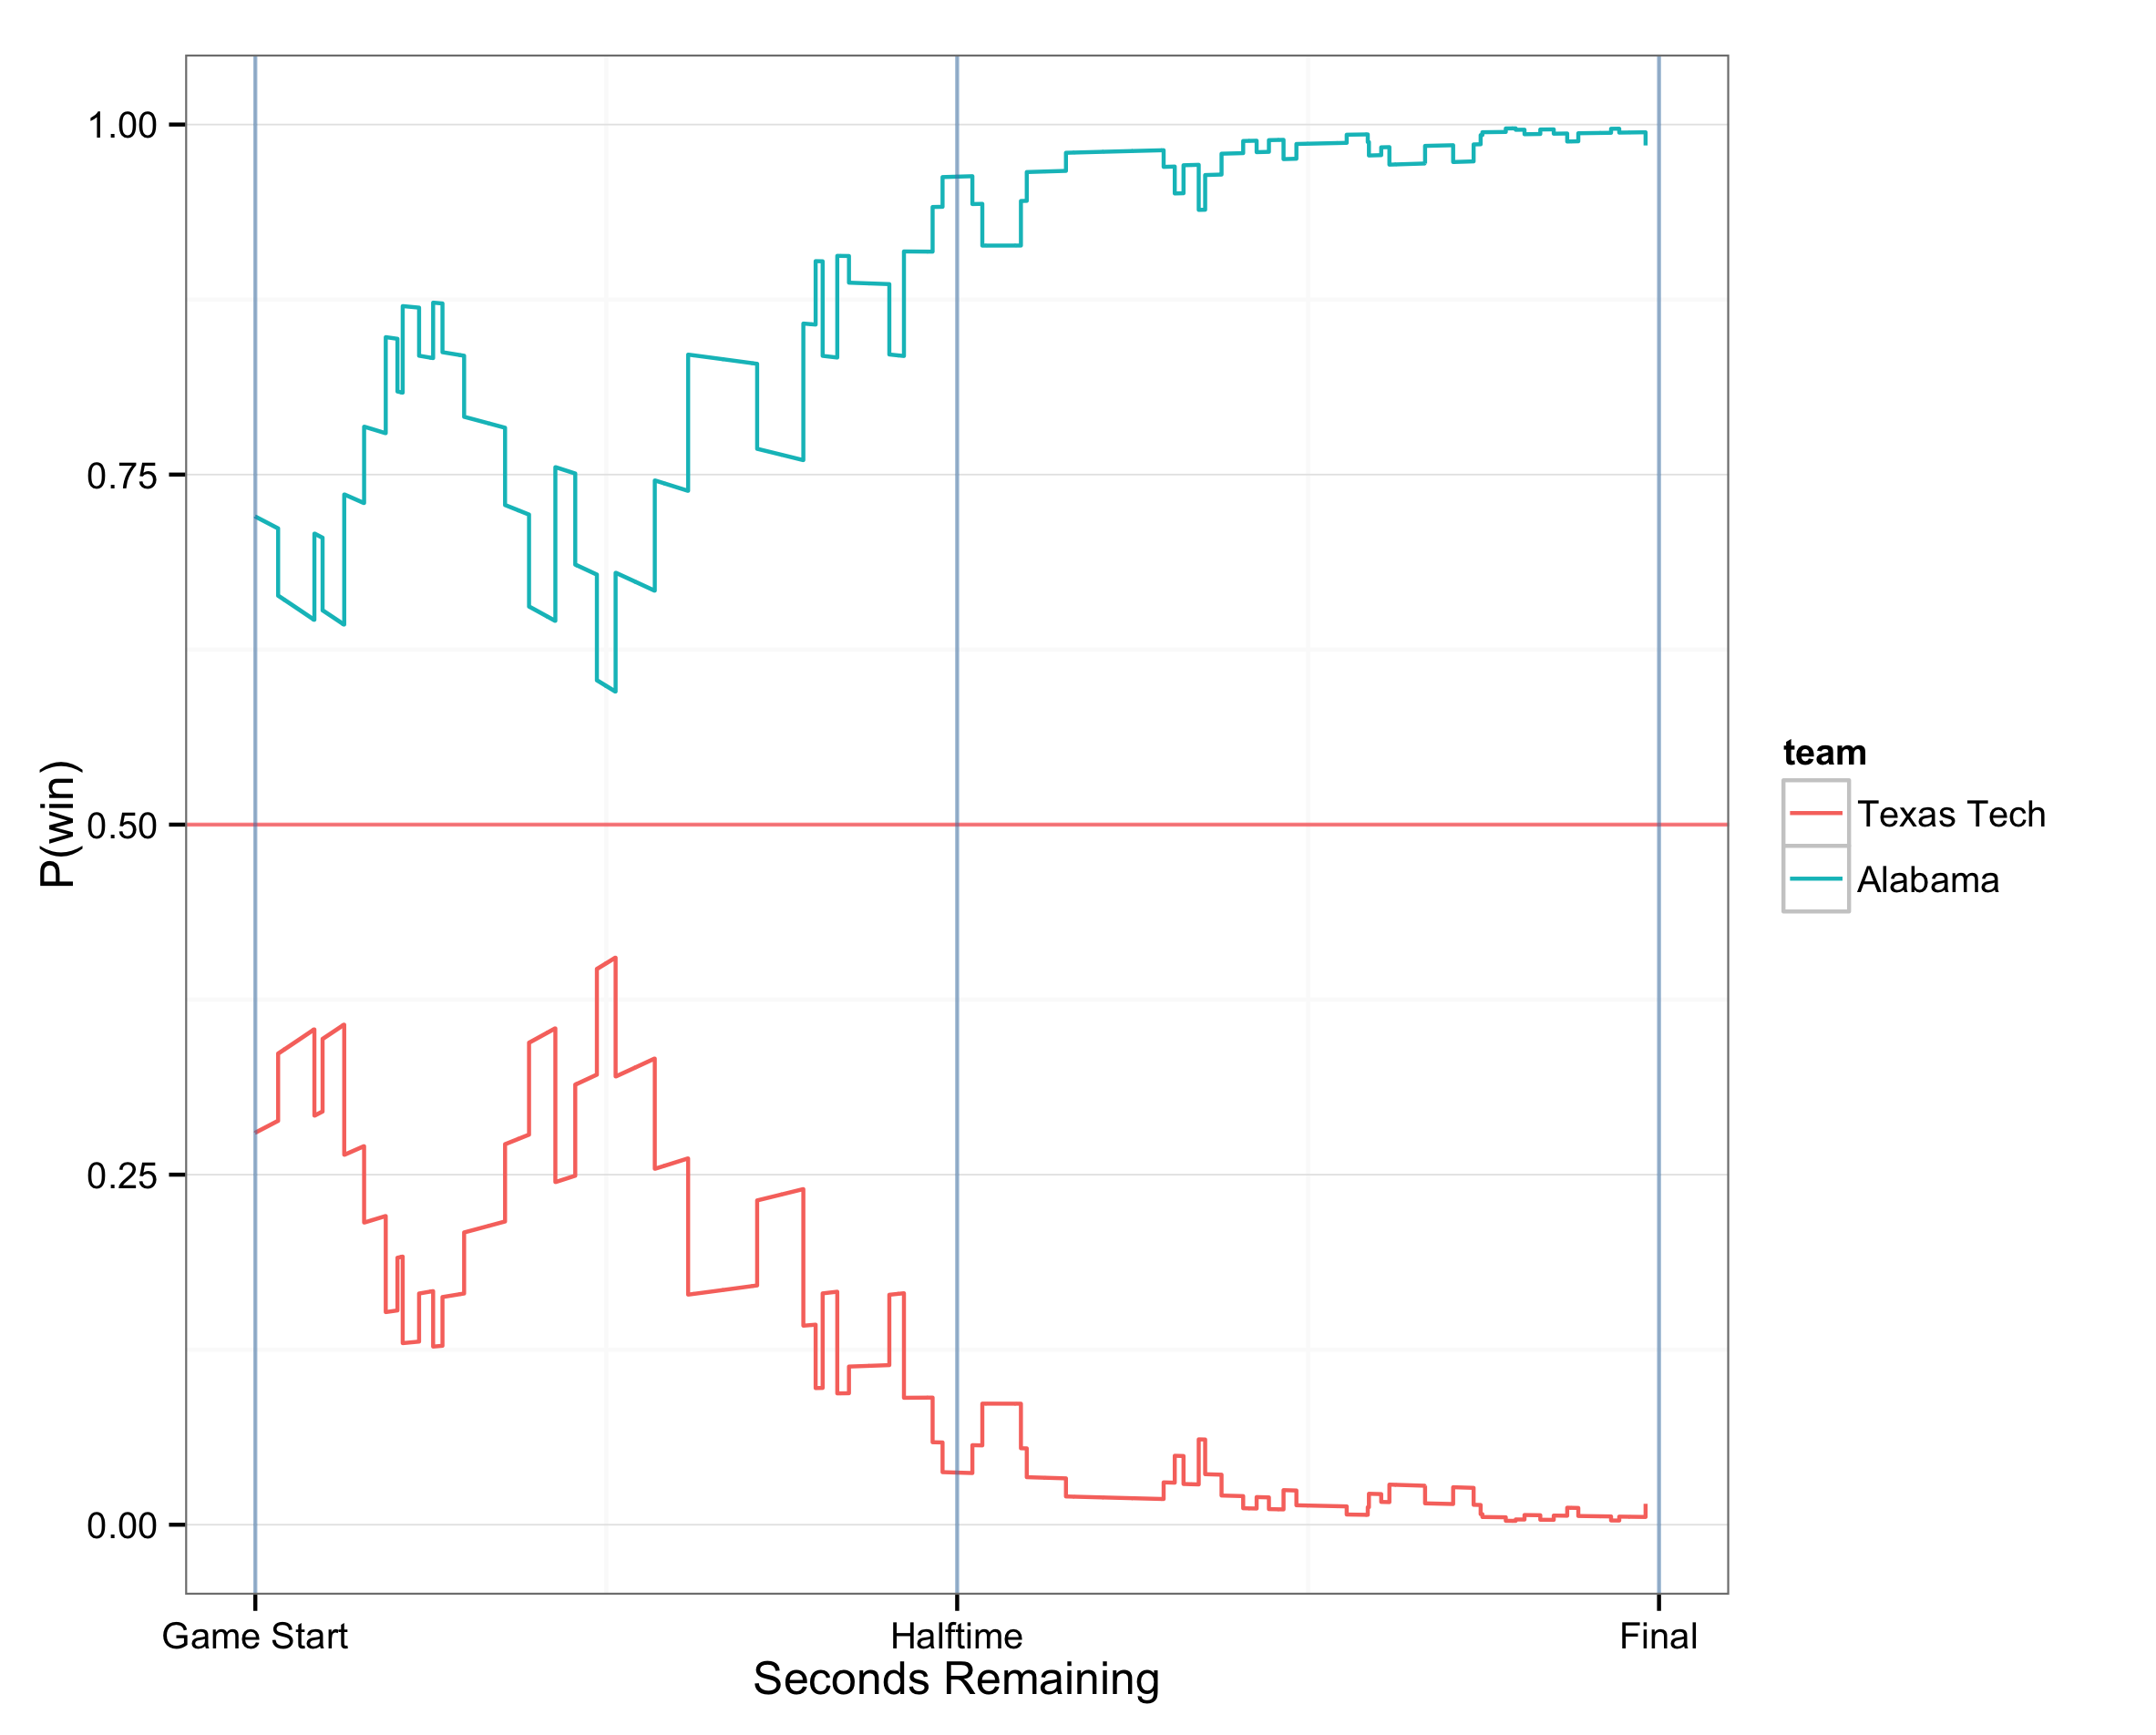 P(win)
1.00
0.75
0.50
0.25
0.00
Game Start
Halftime
Final
Seconds Remaining
team
Texas Tech
Alabama